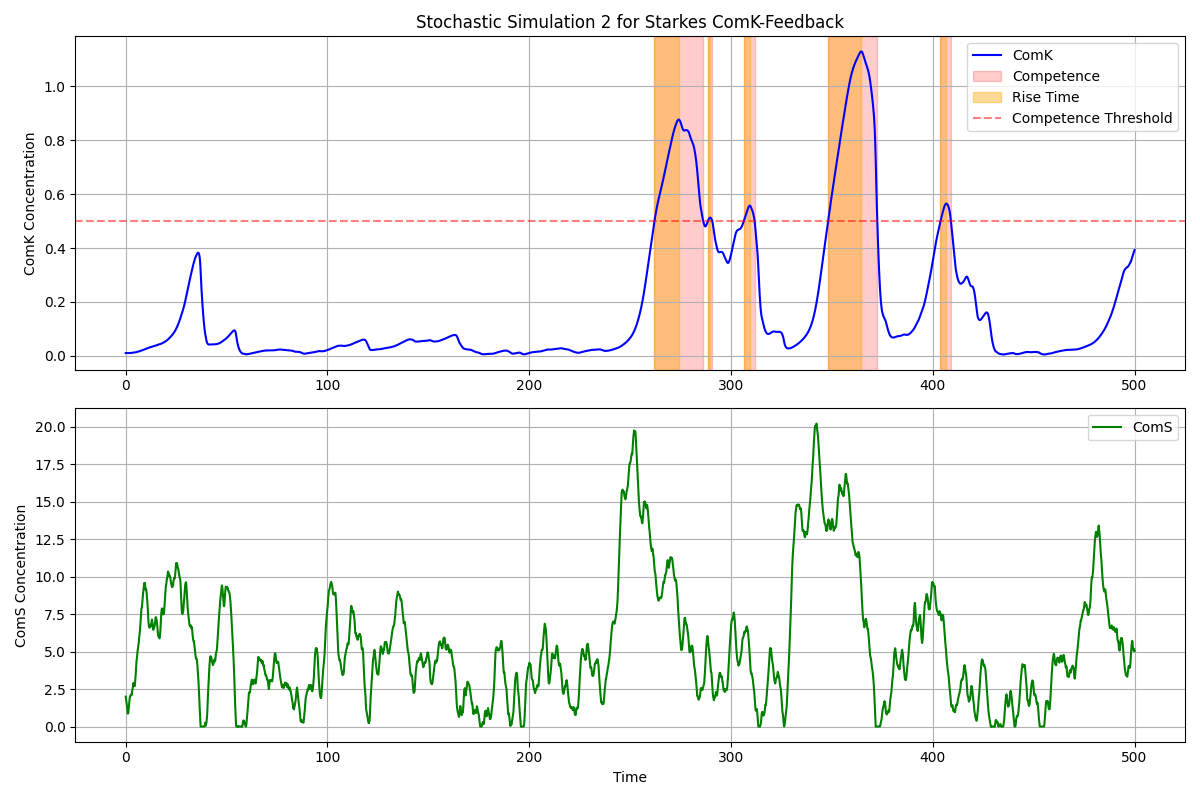 Stochastic Simulation 2 for Starkes ComK-Feedback
ComK Concentration
1.0
0.8
0.6
0.4
0.2
0.0
ComK
Competence
Rise Time
Competence Threshold
0 100 200 300 400 500
ComS Concentration
20.0
17.5
15.0
12.5
10.0
7.5
5.0
2.5
0.0
ComS
0 100 200 300 400 500
Time